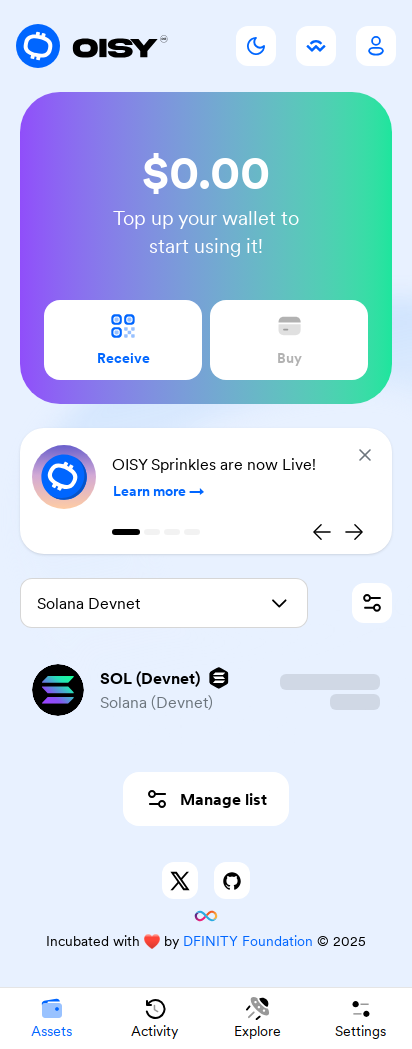 OISY
$0.00
Top up your wallet to
start using it!
Receive
Buy
OISY Sprinkles are now Live!
Learn more →
Solana Devnet
SOL (Devnet)
Solana (Devnet)
Manage list
Incubated with ❤️ by DFINITY Foundation © 2025
Assets
Activity
Explore
Settings